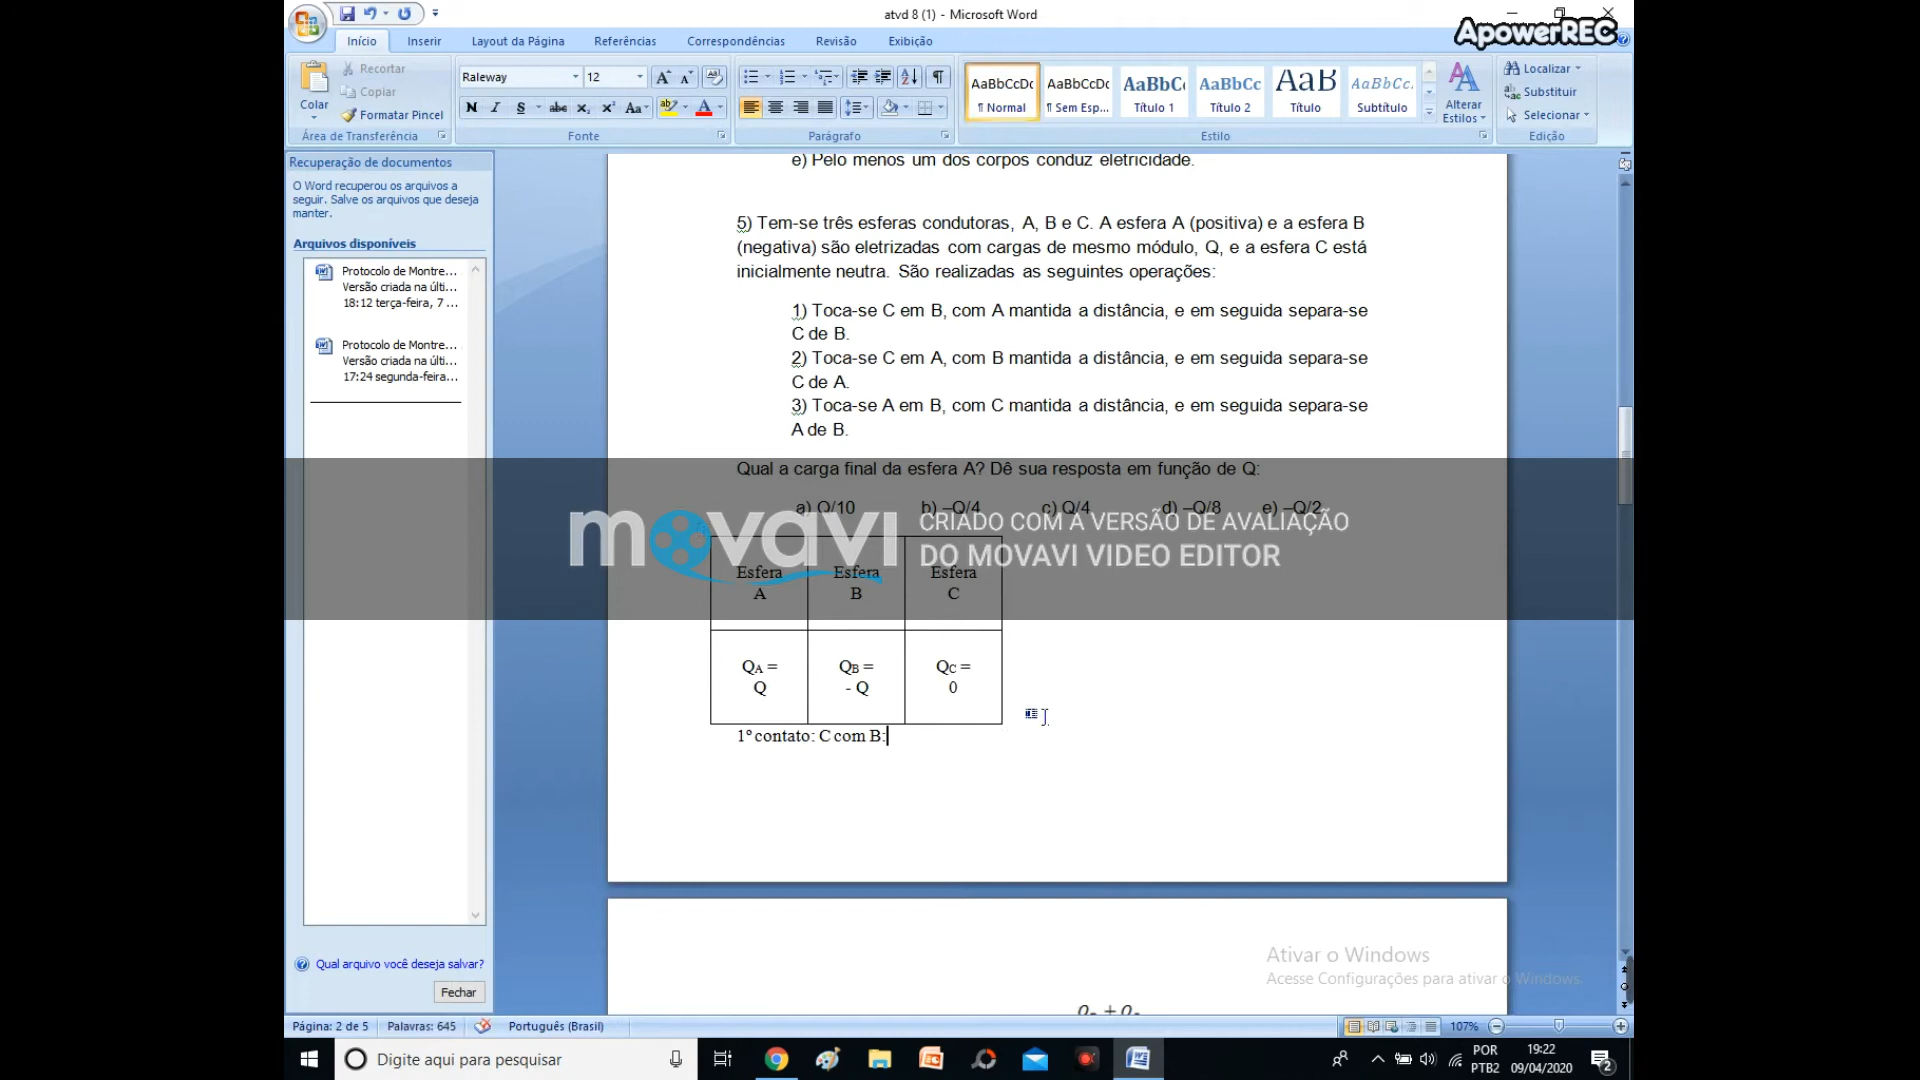 atvd 8 (1) - Microsoft Word
ApowerREC
Início Inserir Layout da Página Referências Correspondências Revisão Exibição
Colar
Recortar
Copiar
Formatar Pincel
Área de Transferência
Raleway 12
N I S abc x₂ x² Aa
Fonte
Parágrafo
AaBbCcDc AaBbCcDc AaBbC AaBbCc AaB AaBbCc.
¶ Normal ¶ Sem Esp... Título 1 Título 2 Título Subtítulo
Alterar
Estilos
Estilo
Localizar
Substituir
Selecionar
Edição
Recuperação de documentos
O Word recuperou os arquivos a
seguir. Salve os arquivos que deseja
manter.
Arquivos disponíveis
Protocolo de Montre...
Versão criada na últi...
18:12 terça-feira, 7 ...
Protocolo de Montre...
Versão criada na últi...
17:24 segunda-feira...
Qual arquivo você deseja salvar?
Fechar
e) Pelo menos um dos corpos conduz eletricidade.
5) Tem-se três esferas condutoras, A, B e C. A esfera A (positiva) e a esfera B
(negativa) são eletrizadas com cargas de mesmo módulo, Q, e a esfera C está
inicialmente neutra. São realizadas as seguintes operações:
1) Toca-se C em B, com A mantida a distância, e em seguida separa-se
C de B.
2) Toca-se C em A, com B mantida a distância, e em seguida separa-se
C de A.
3) Toca-se A em B, com C mantida a distância, e em seguida separa-se
A de B.
Qual a carga final da esfera A? Dê sua resposta em função de Q:
a) Q/10 b) –Q/4 c) Q/4 d) –Q/8 e) –Q/2
movavi
CRIADO COM A VERSÃO DE AVALIAÇÃO
DO MOVAVI VIDEO EDITOR
Esfera Esfera Esfera
A B C
QA = QB = QC =
Q - Q 0
1º contato: C com B:
Ativar o Windows
Acesse Configurações para ativar o Windows.
Página: 2 de 5 Palavras: 645 Português (Brasil) 107%
Digite aqui para pesquisar
POR
PTB2
19:22
09/04/2020
2